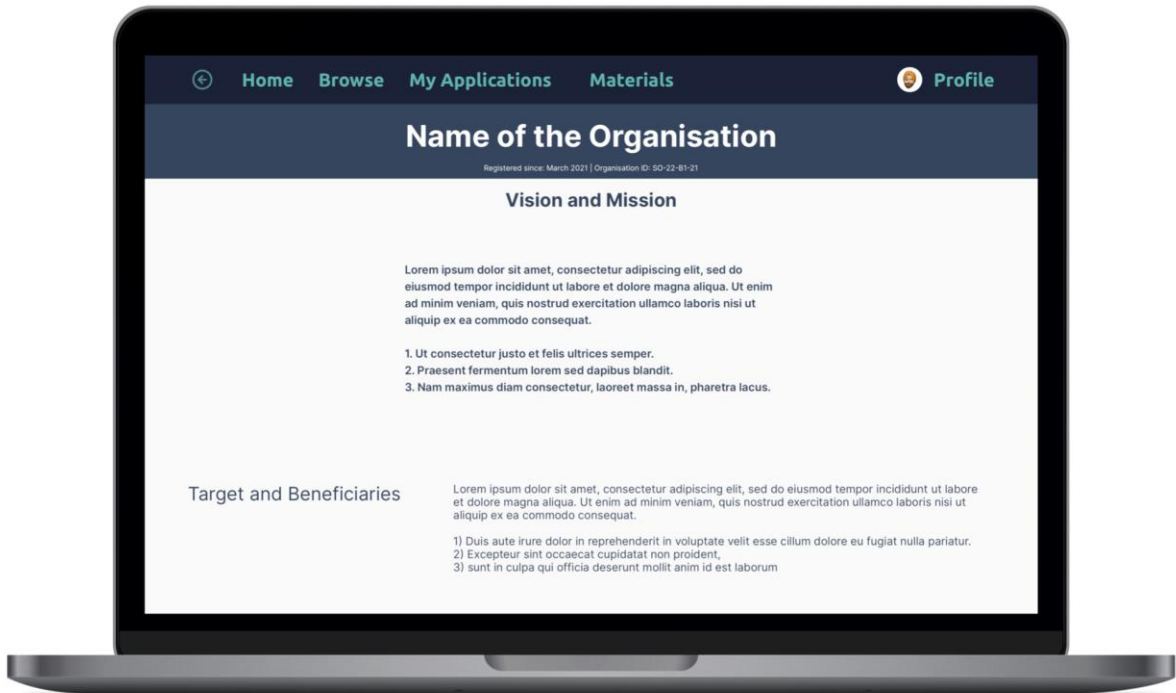 Home Browse My Applications Materials Profile
Name of the Organisation
Registered since: March 2021 | Organisation ID: SO-22-B1-21
Vision and Mission
Lorem ipsum dolor sit amet, consectetur adipiscing elit, sed do
eiusmod tempor incididunt ut labore et dolore magna aliqua. Ut enim
ad minim veniam, quis nostrud exercitation ullamco laboris nisi ut
aliquip ex ea commodo consequat.
1. Ut consectetur justo et felis ultrices semper.
2. Praesent fermentum lorem sed dapibus blandit.
3. Nam maximus diam consectetur, laoreet massa in, pharetra lacus.
Target and Beneficiaries
Lorem ipsum dolor sit amet, consectetur adipiscing elit, sed do eiusmod tempor incididunt ut labore
et dolore magna aliqua. Ut enim ad minim veniam, quis nostrud exercitation ullamco laboris nisi ut
aliquip ex ea commodo consequat.
1) Duis aute irure dolor in reprehenderit in voluptate velit esse cillum dolore eu fugiat nulla pariatur.
2) Excepteur sint occaecat cupidatat non proident,
3) sunt in culpa qui officia deserunt mollit anim id est laborum